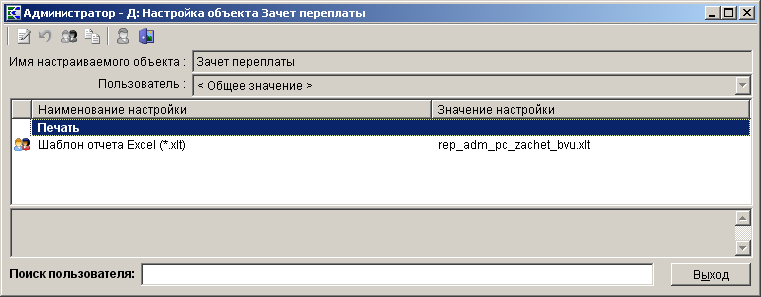 Администратор - Д: Настройка объекта Зачет переплаты
Имя настраиваемого объекта : Зачет переплаты
Пользователь : < Общее значение >
Наименование настройки Значение настройки
Печать
Шаблон отчета Excel (*.xlt) rep_adm_pc_zachet_bvu.xlt
Поиск пользователя: Выход